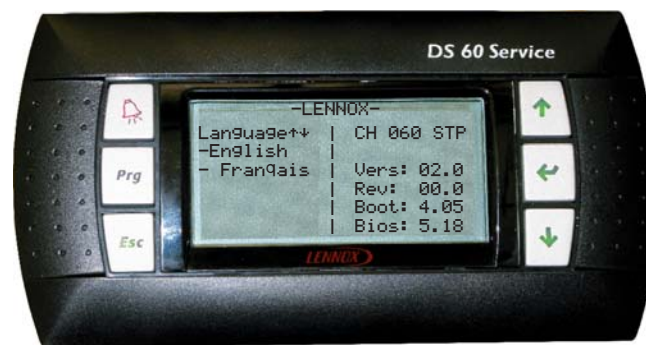 DS 60 Service
-LENNOX-
Language↑↓ | CH 060 STP
-English |
- Français | Vers: 02.0
| Rev: 00.0
| Boot: 4.05
| Bios: 5.18
Prg
Esc
LENNOX